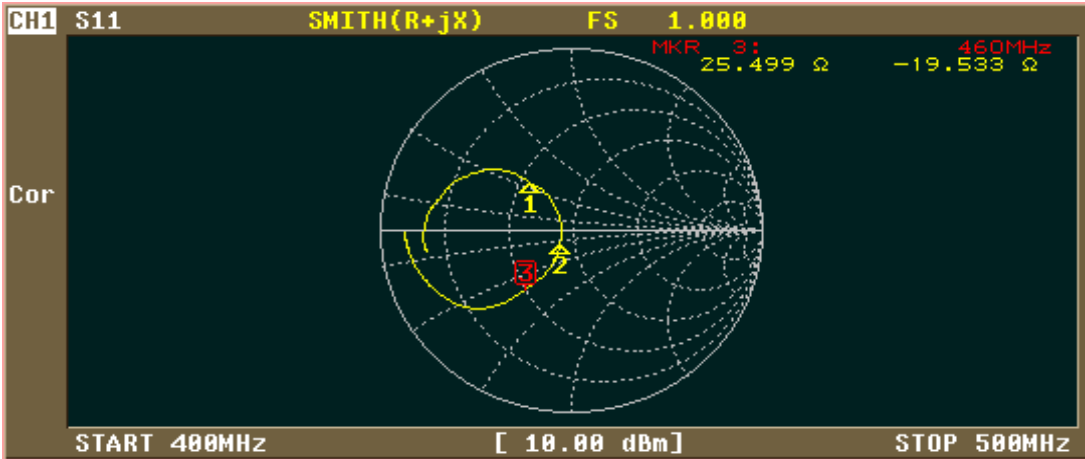 CH1 S11 SMITH(R+jX) FS 1.000
MKR 3: 460MHz
25.499 Ω -19.533 Ω
Cor
1
2
3
START 400MHz [ 10.00 dBm] STOP 500MHz